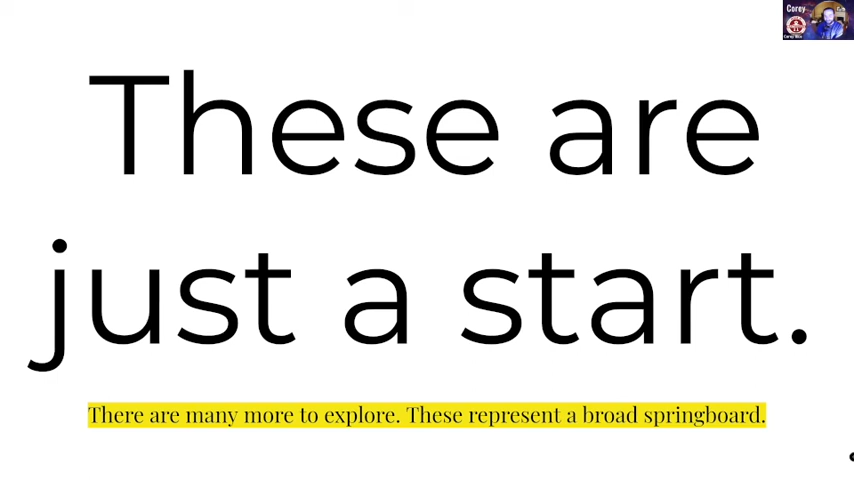 Corey
These are
just a start.
There are many more to explore. These represent a broad springboard.